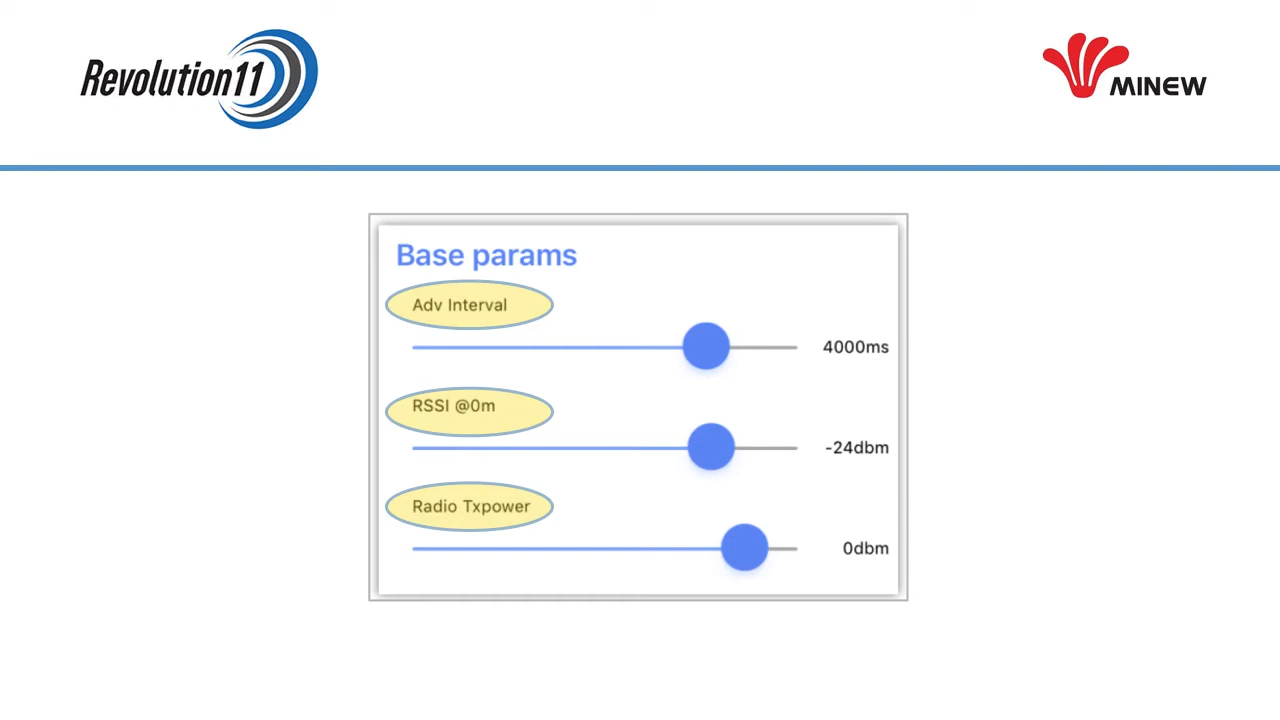 Revolution11
MINEW
Base params
Adv Interval
4000ms
RSSI @0m
-24dbm
Radio Txpower
0dbm